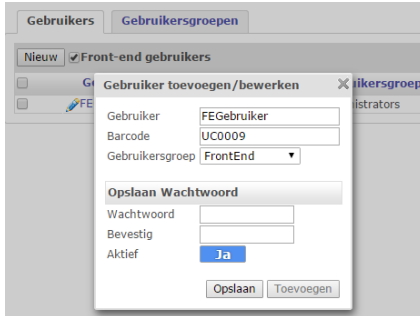 Gebruikers Gebruikersgroepen
Nieuw Front-end gebruikers
Gebruiker toevoegen/bewerken
FE
Gebruiker FEGebruiker
Barcode UC0009
Gebruikersgroep FrontEnd
Opslaan Wachtwoord
Wachtwoord
Bevestig
Aktief Ja
Opslaan Toevoegen